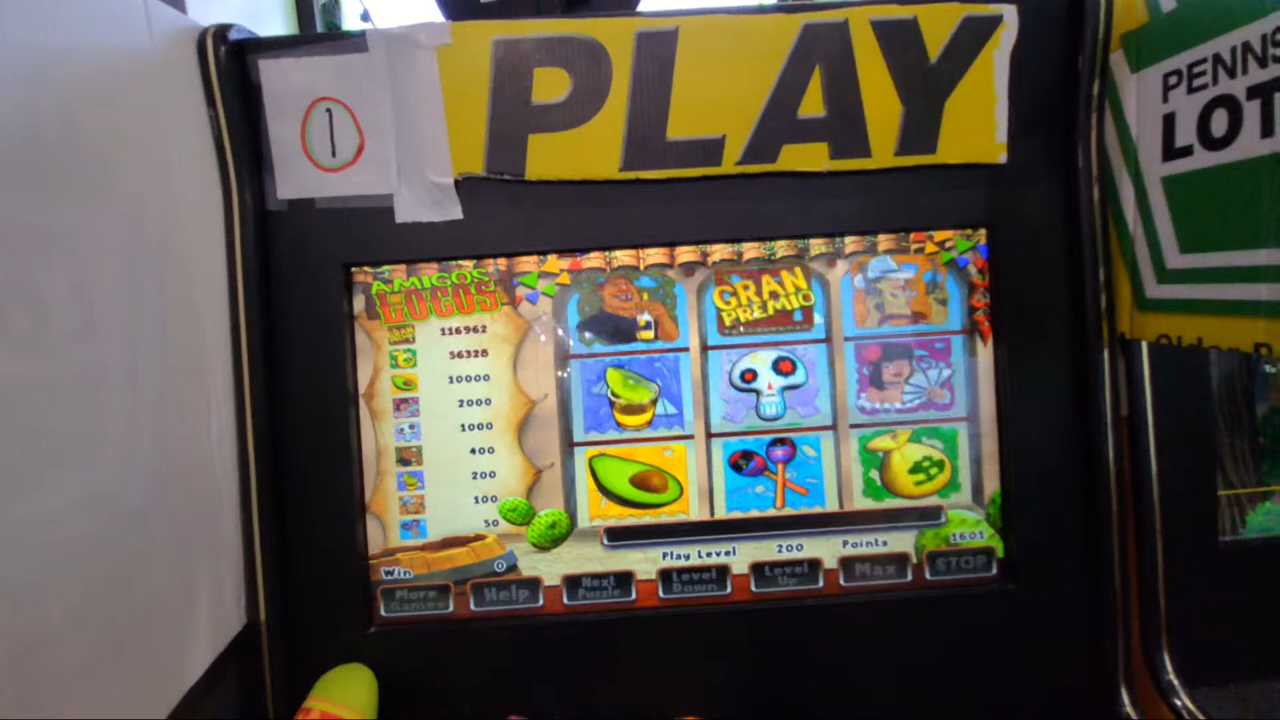 PLAY
1
PENNS
LOT
AMIGOS
LOCOS
GRAN
PREMIO
116962
56328
10000
2000
1000
400
200
100
50
Win
0
Play Level
200
Points
1601
More
Games
Help
Next
Puzzle
Level
Down
Level
Up
Max
STOP